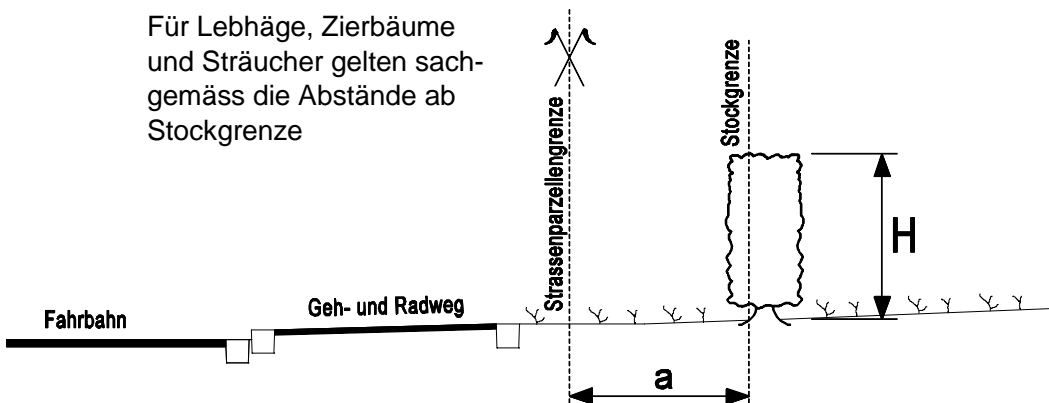 Für Lebhäge, Zierbäume
und Sträucher gelten sach-
gemäss die Abstände ab
Stockgrenze
Strassenparzellengrenze
Stockgrenze
H
Fahrbahn
Geh- und Radweg
a